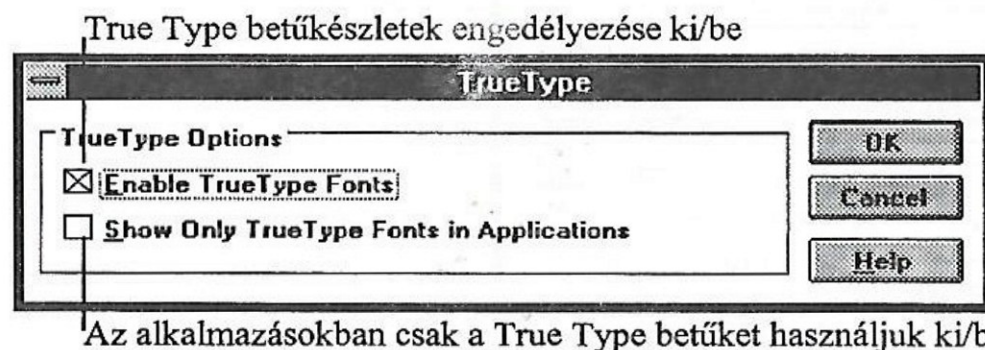 True Type betűkészletek engedélyezése ki/be
TrueType
TrueType Options
OK
Enable TrueType Fonts
Cancel
Show Only TrueType Fonts in Applications
Help
Az alkalmazásokban csak a True Type betűket használjuk ki/b